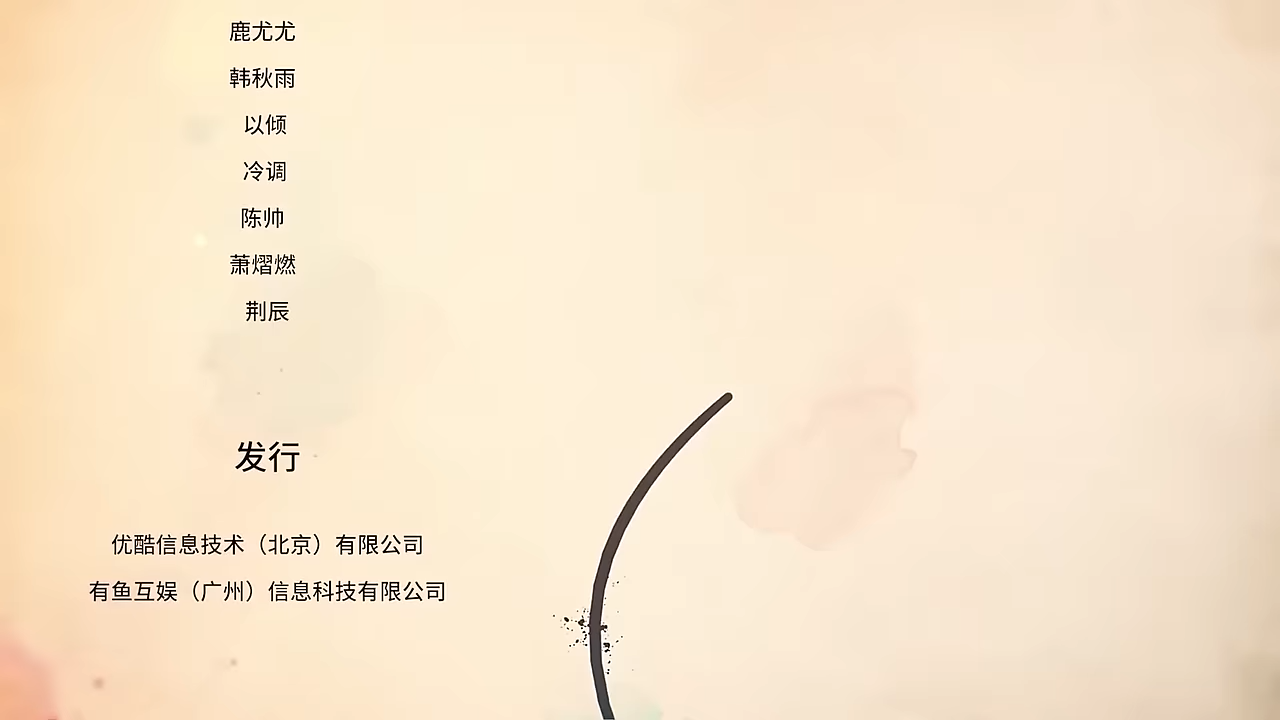 鹿尤尤
韩秋雨
以倾
冷调
陈帅
萧熠燃
荆辰
发行
优酷信息技术（北京）有限公司
有鱼互娱（广州）信息科技有限公司